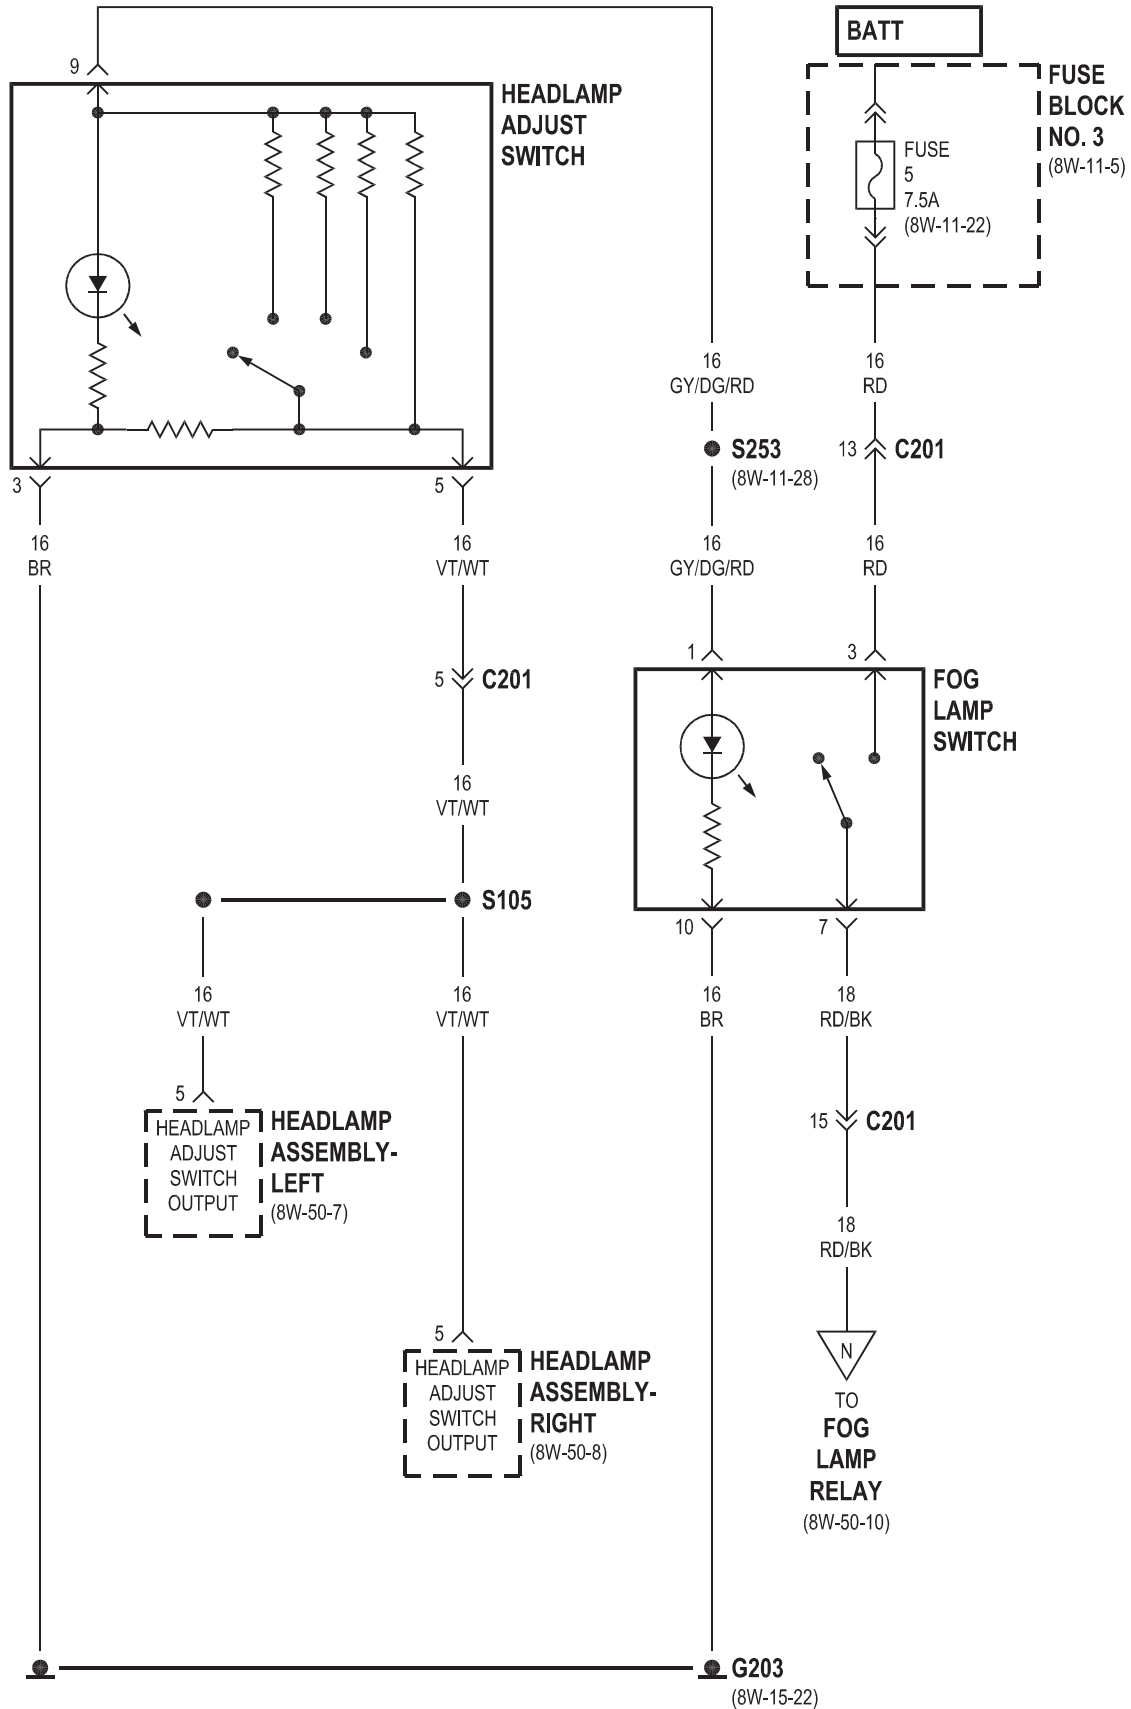 BATT
9
HEADLAMP
ADJUST
SWITCH
FUSE
BLOCK
NO. 3
(8W-11-5)
FUSE
5
7.5A
(8W-11-22)
16
GY/DG/RD
16
RD
S253
(8W-11-28)
13
C201
3
5
16
BR
16
VT/WT
16
GY/DG/RD
16
RD
5
C201
1
3
FOG
LAMP
SWITCH
16
VT/WT
S105
10
7
16
VT/WT
16
VT/WT
16
BR
18
RD/BK
5
HEADLAMP
ADJUST
SWITCH
OUTPUT
HEADLAMP
ASSEMBLY-
LEFT
(8W-50-7)
15
C201
18
RD/BK
5
HEADLAMP
ADJUST
SWITCH
OUTPUT
HEADLAMP
ASSEMBLY-
RIGHT
(8W-50-8)
N
TO
FOG
LAMP
RELAY
(8W-50-10)
G203
(8W-15-22)